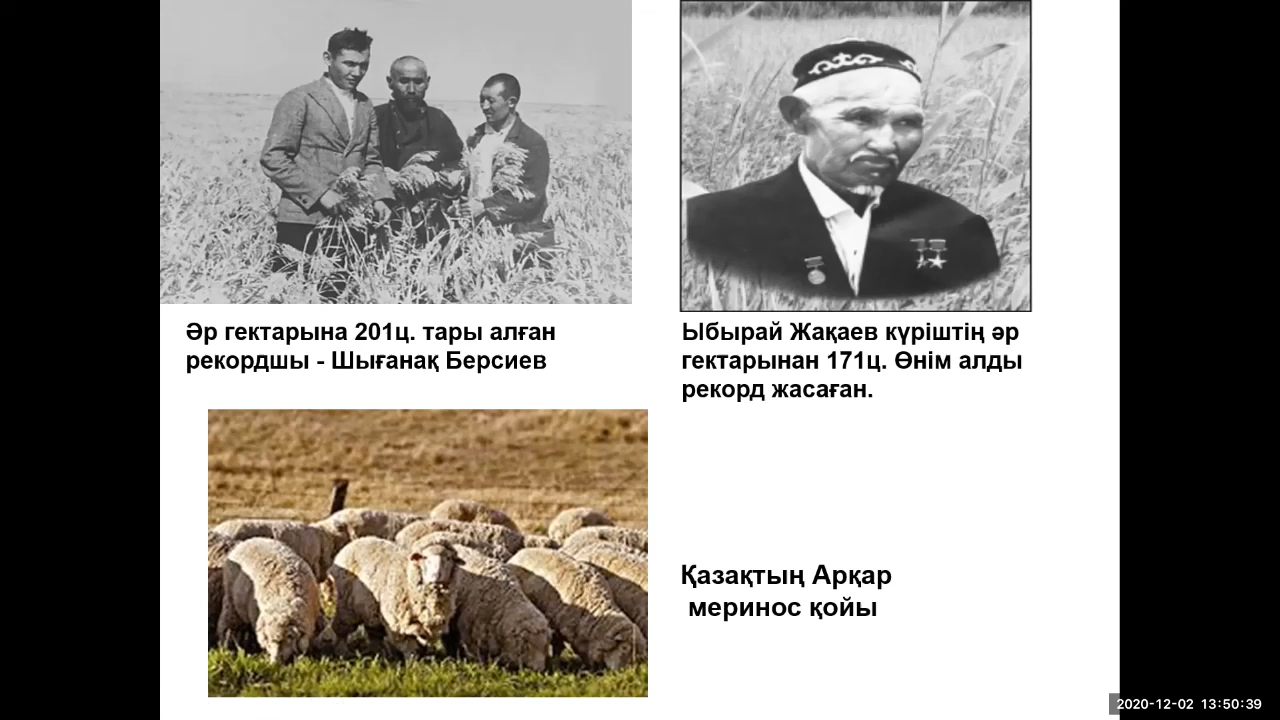 Әр гектарына 201ц. тары алған
рекордшы - Шығанақ Берсиев
Ыбырай Жақаев күріштің әр
гектарынан 171ц. Өнім алды
рекорд жасаған.
Қазақтың Арқар
меринос қойы
2020-12-02 13:50:39